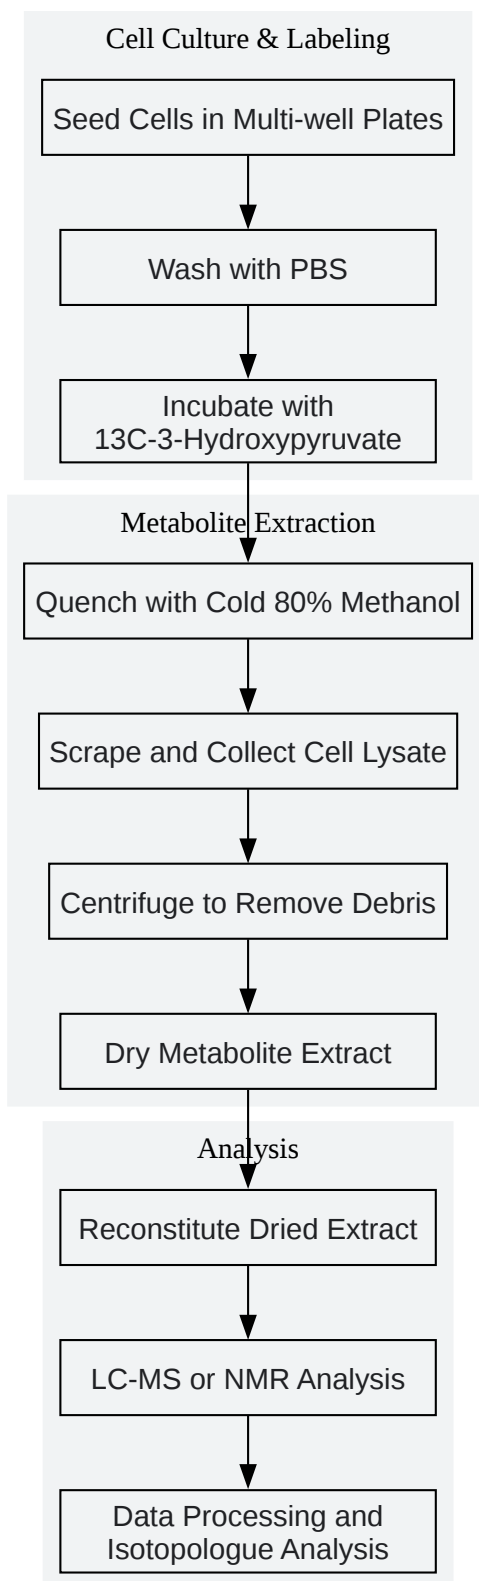 Cell Culture & Labeling
Seed Cells in Multi-well Plates
Wash with PBS
Incubate with
13C-3-Hydroxypyruvate
Metabolite Extraction
Quench with Cold 80% Methanol
Scrape and Collect Cell Lysate
Centrifuge to Remove Debris
Dry Metabolite Extract
Analysis
Reconstitute Dried Extract
LC-MS or NMR Analysis
Data Processing and
Isotopologue Analysis